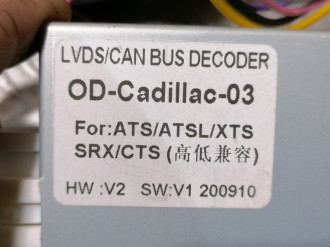 LVDS/CAN BUS DECODER
OD-Cadillac-03
For:ATS/ATSL/XTS
SRX/CTS (高低兼容)
HW :V2 SW:V1 200910